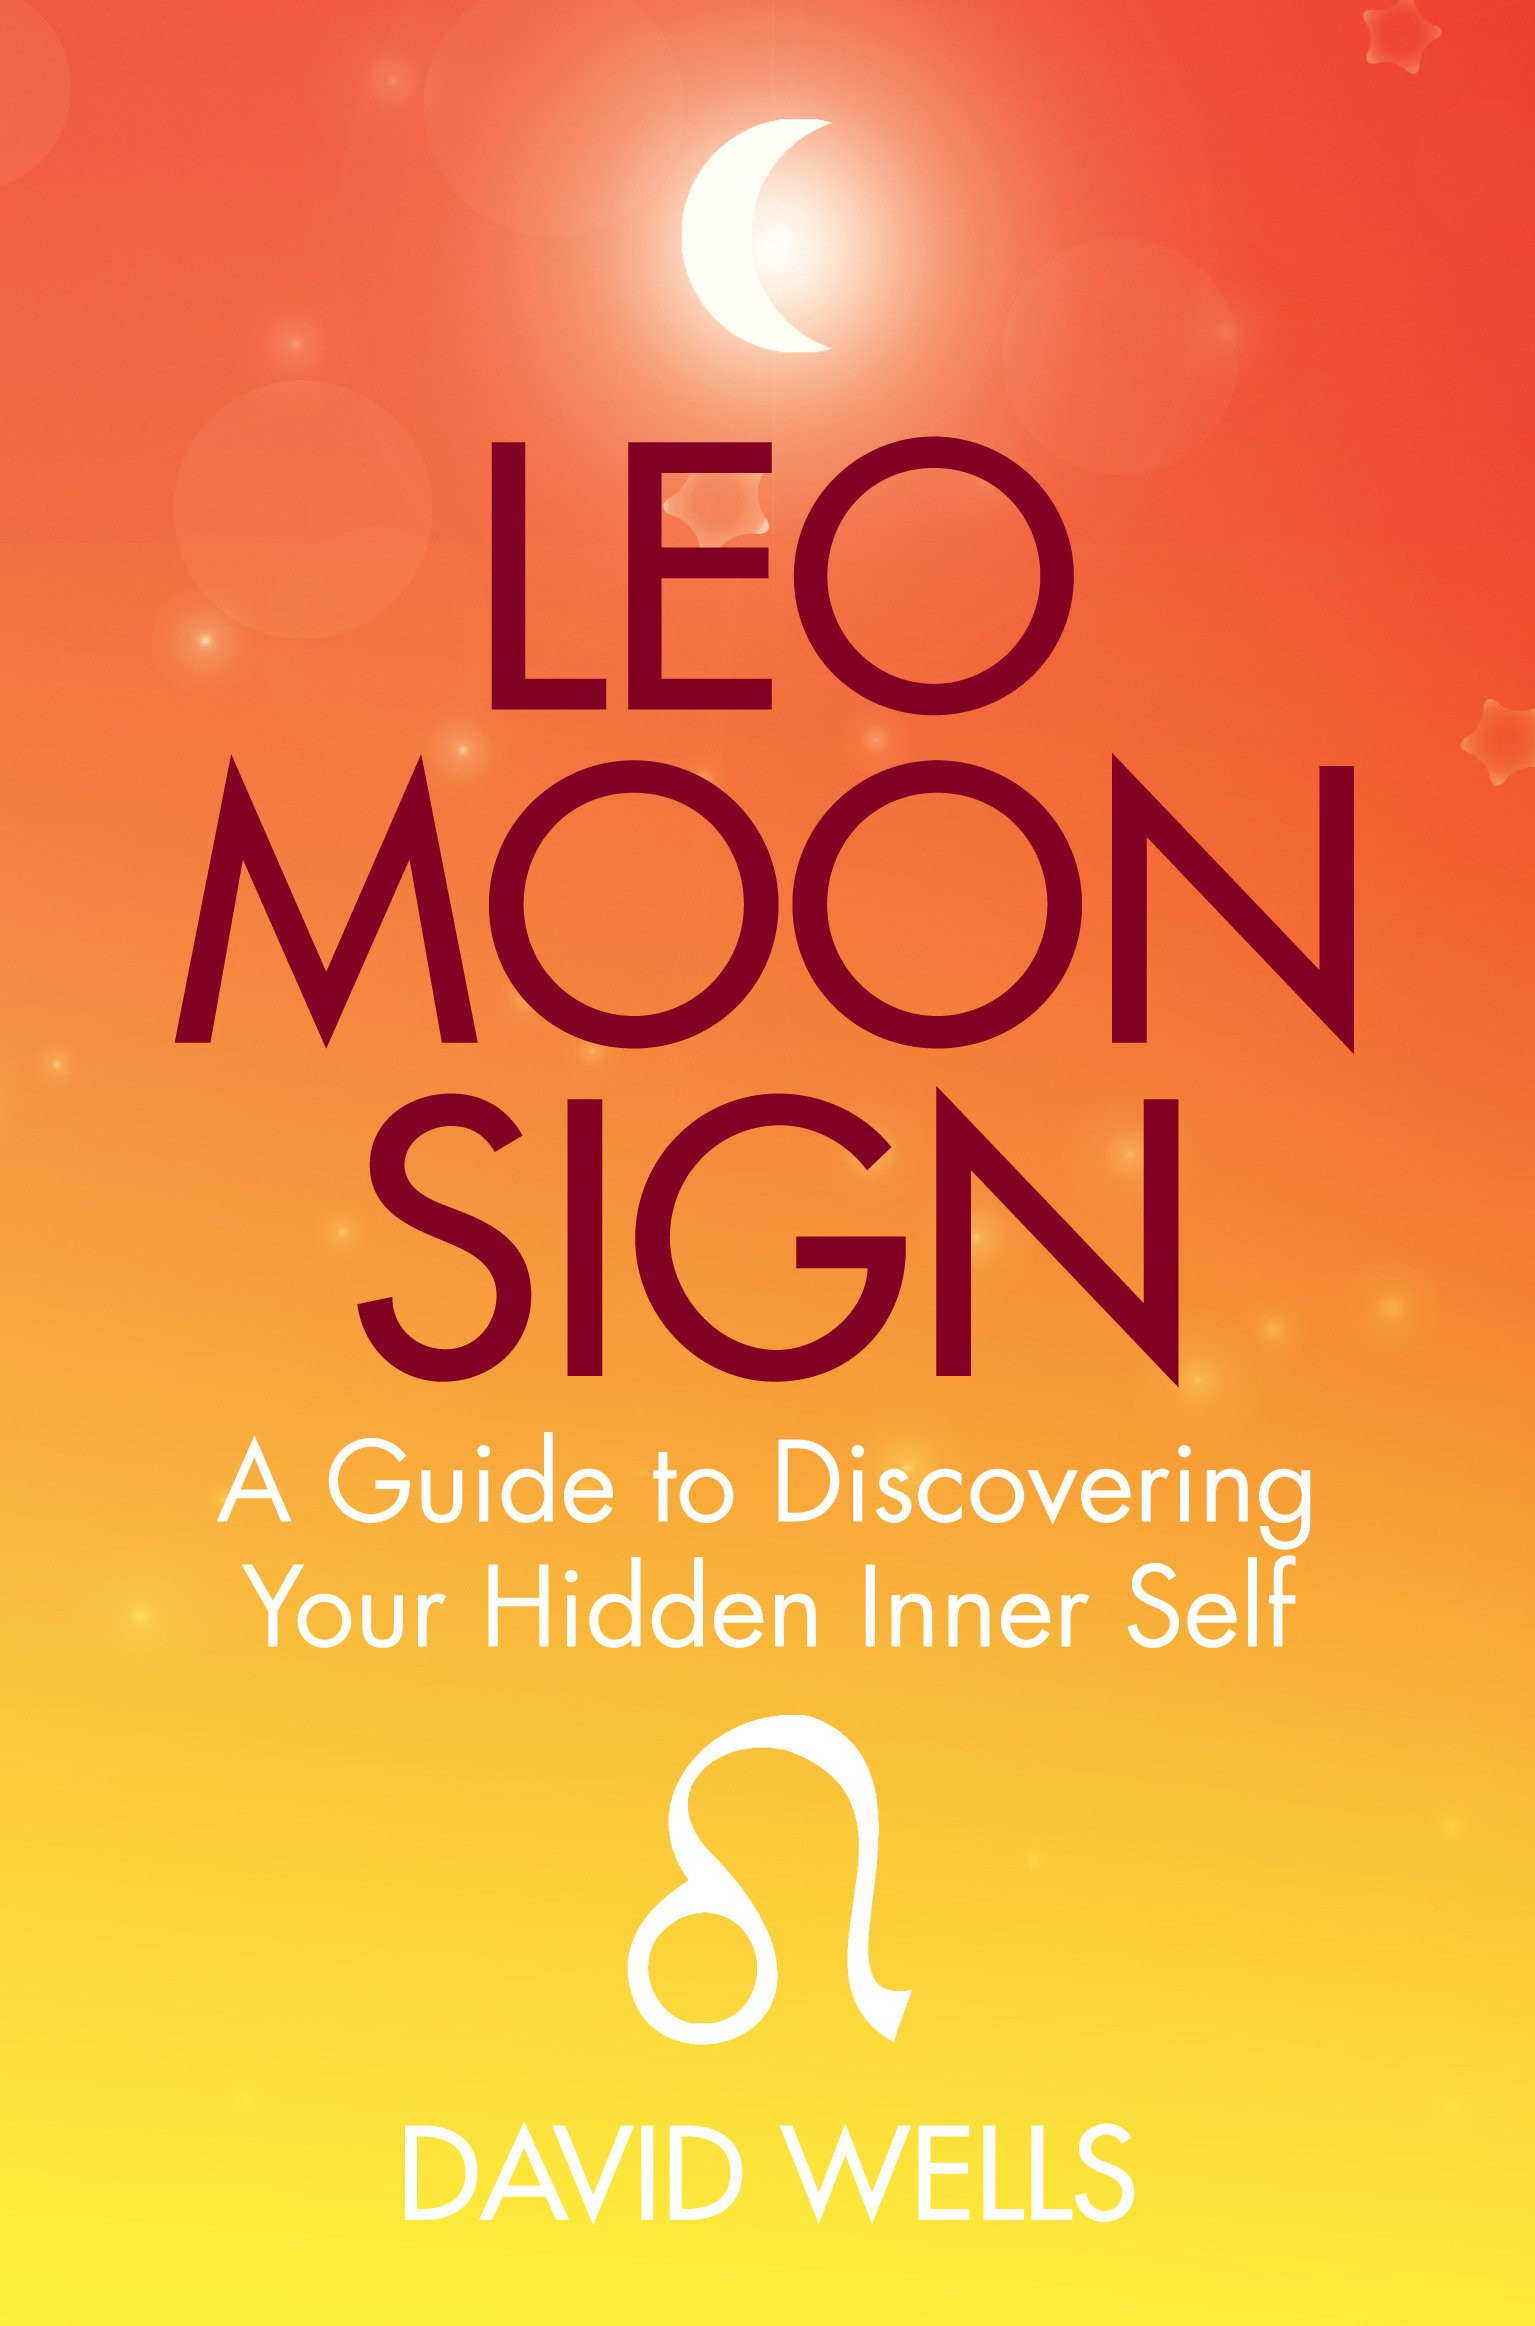 LEO
MOON
SIGN
A Guide to Discovering
Your Hidden Inner Self
DAVID WELLS